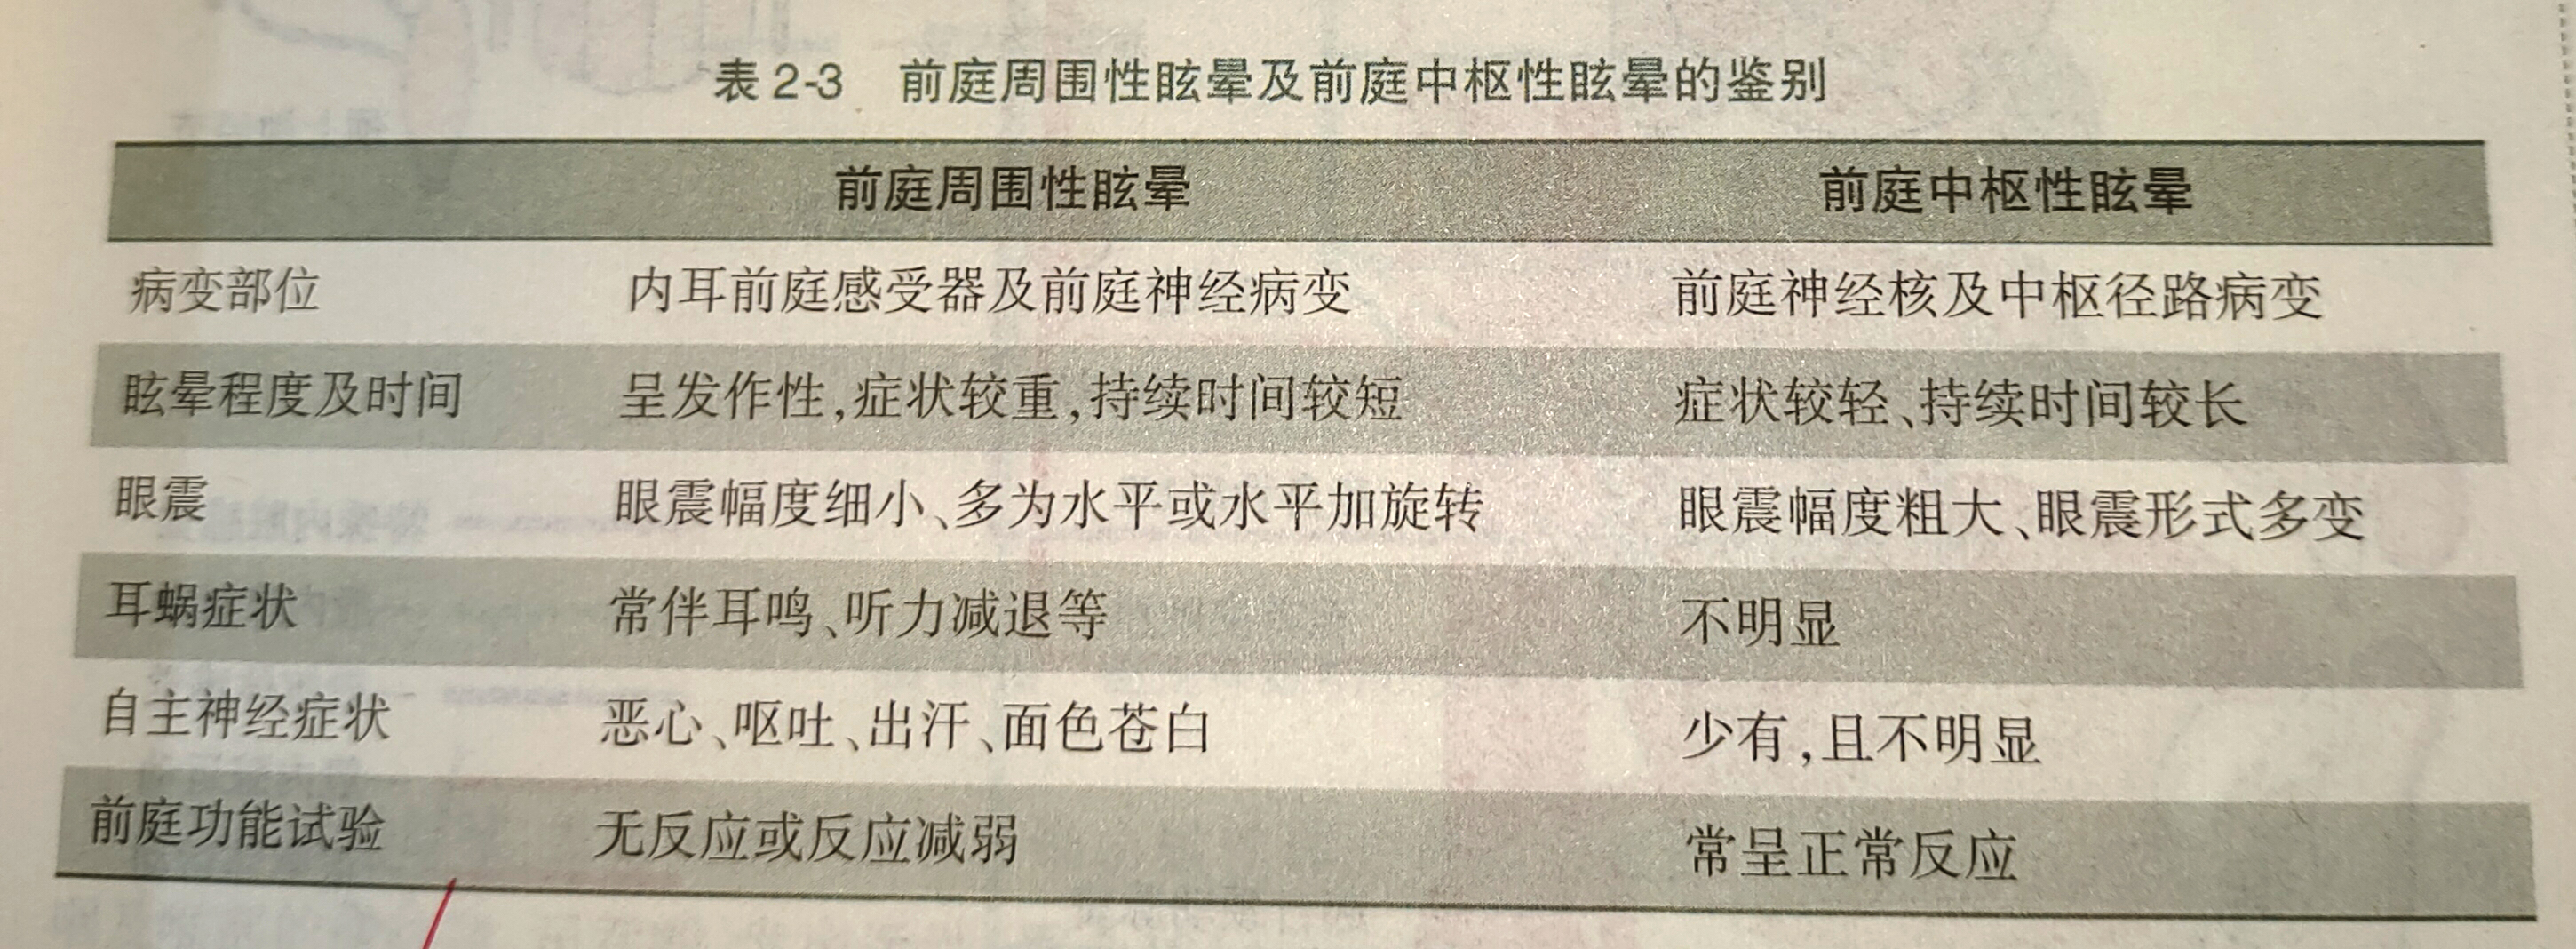 表 2-3　前庭周围性眩晕及前庭中枢性眩晕的鉴别
前庭周围性眩晕　前庭中枢性眩晕
病变部位　内耳前庭感受器及前庭神经病变　前庭神经核及中枢径路病变
眩晕程度及时间　呈发作性,症状较重,持续时间较短　症状较轻、持续时间较长
眼震　眼震幅度细小、多为水平或水平加旋转　眼震幅度粗大、眼震形式多变
耳蜗症状　常伴耳鸣、听力减退等　不明显
自主神经症状　恶心、呕吐、出汗、面色苍白　少有,且不明显
前庭功能试验　无反应或反应减弱　常呈正常反应